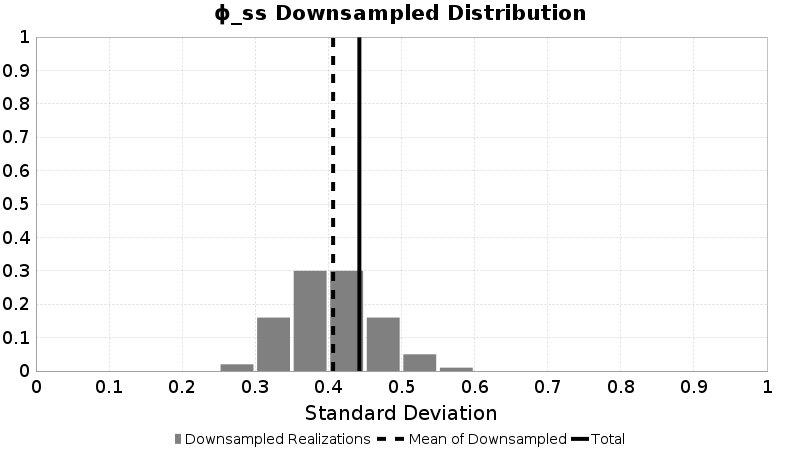 ϕ_ss Downsampled Distribution
1
0.9
0.8
0.7
0.6
0.5
0.4
0.3
0.2
0.1
0
0 0.1 0.2 0.3 0.4 0.5 0.6 0.7 0.8 0.9 1
Standard Deviation
Downsampled Realizations Mean of Downsampled Total